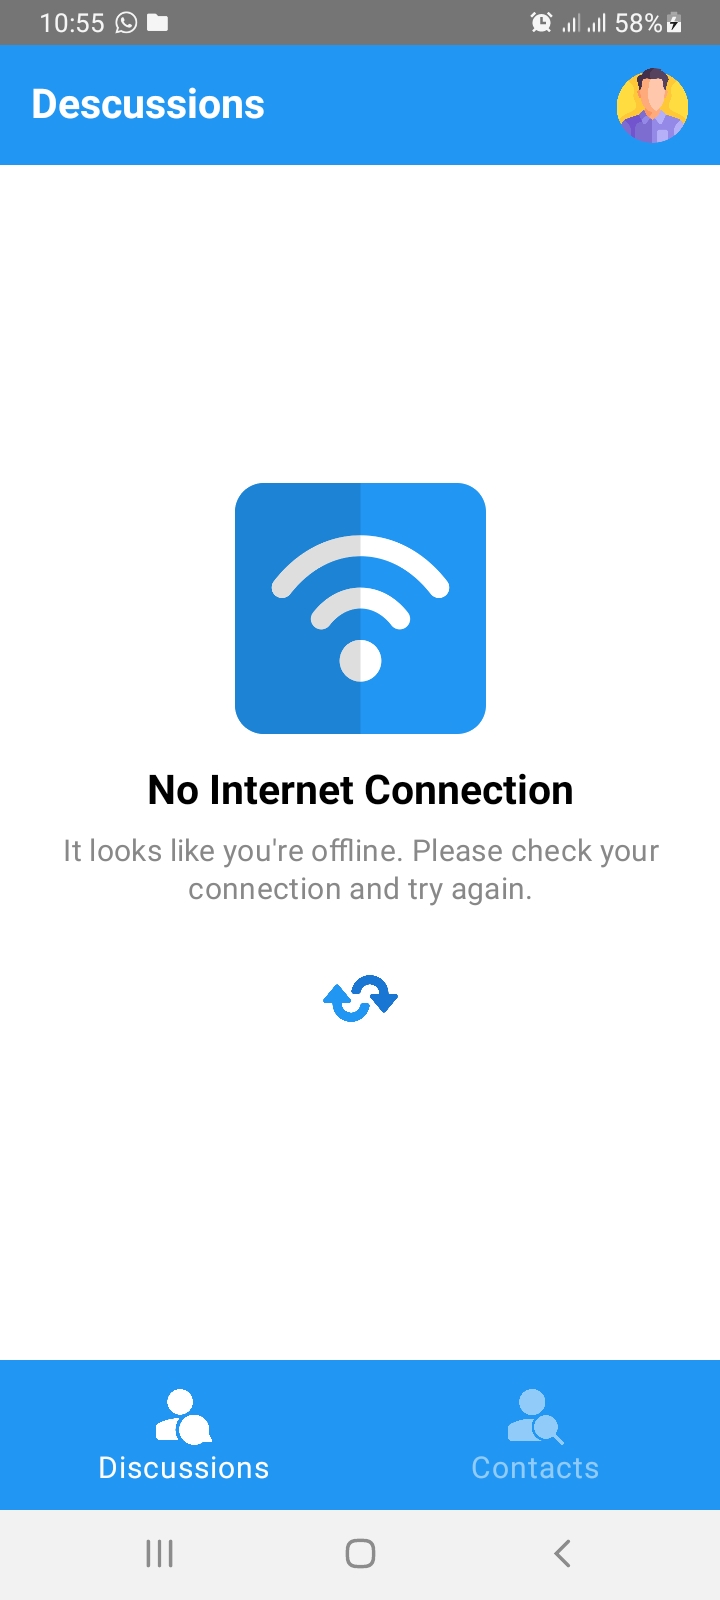 10:55 58%
Descussions
No Internet Connection
It looks like you're offline. Please check your
connection and try again.
Discussions Contacts